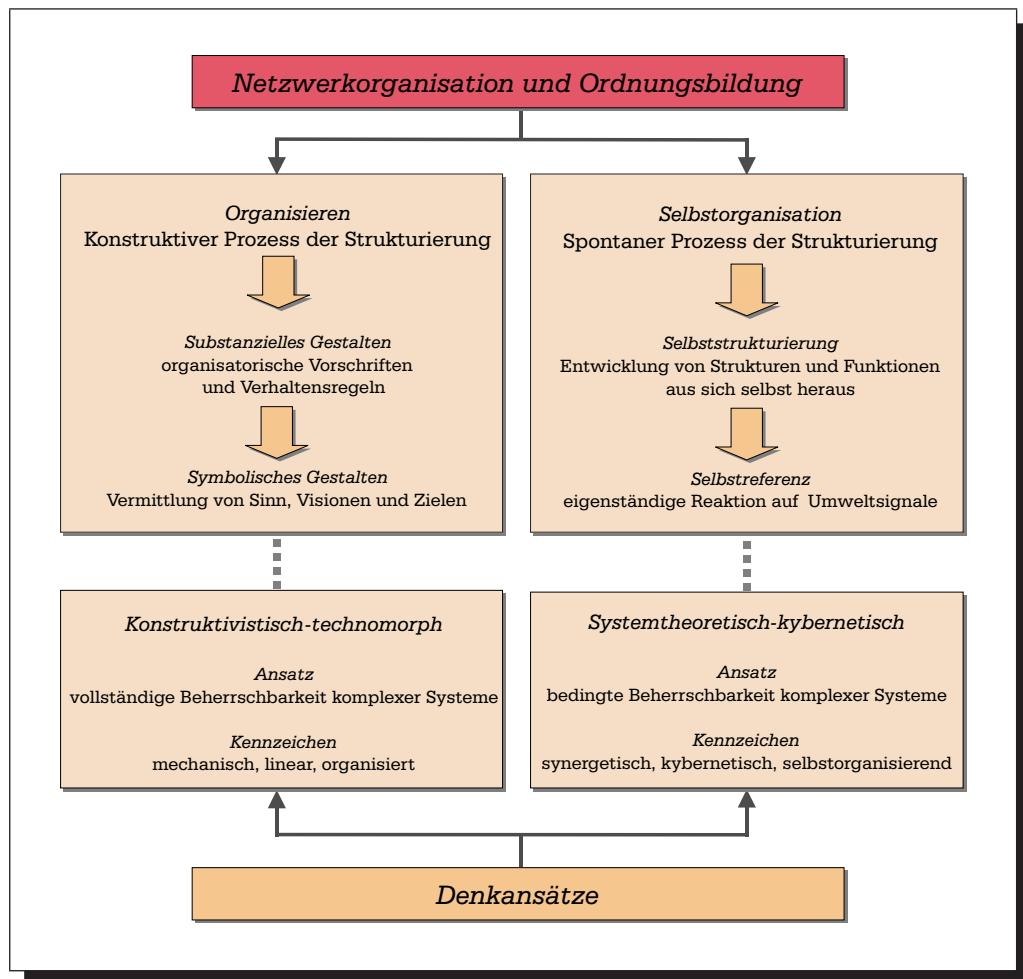 Netzwerkorganisation und Ordnungsbildung
Organisieren
Konstruktiver Prozess der Strukturierung
Substanzielles Gestalten
organisatorische Vorschriften
und Verhaltensregeln
Symbolisches Gestalten
Vermittlung von Sinn, Visionen und Zielen
Selbstorganisation
Spontaner Prozess der Strukturierung
Selbststrukturierung
Entwicklung von Strukturen und Funktionen
aus sich selbst heraus
Selbstreferenz
eigenständige Reaktion auf Umweltsignale
Konstruktivistisch-technomorph
Ansatz
vollständige Beherrschbarkeit komplexer Systeme
Kennzeichen
mechanisch, linear, organisiert
Systemtheoretisch-kybernetisch
Ansatz
bedingte Beherrschbarkeit komplexer Systeme
Kennzeichen
synergetisch, kybernetisch, selbstorganisierend
Denkansätze